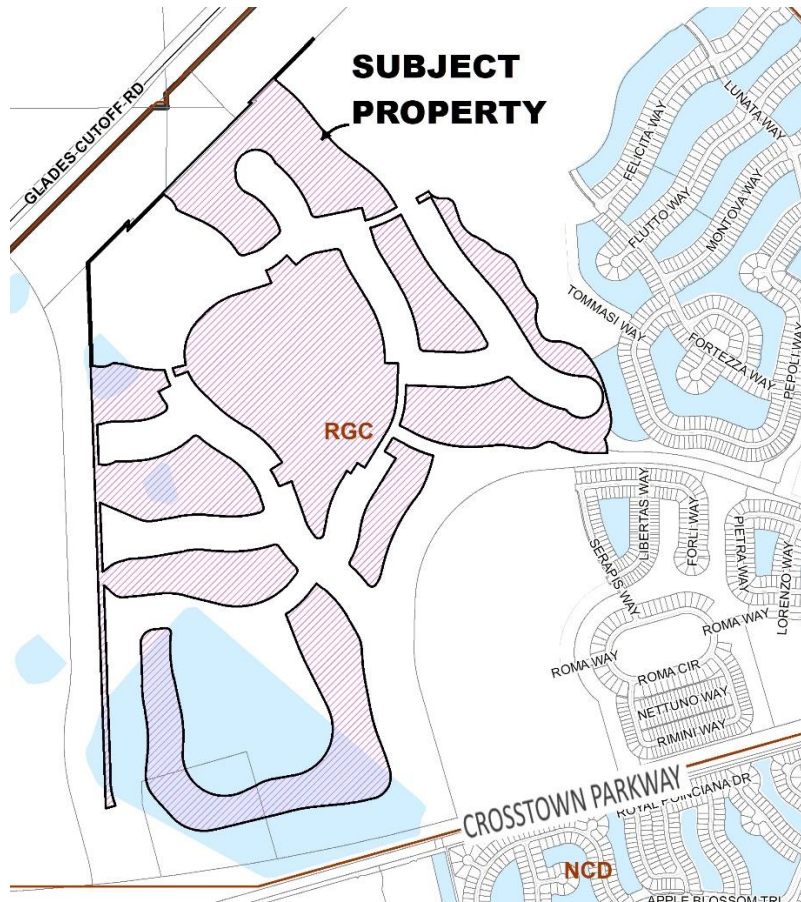 SUBJECT
PROPERTY
GLADES CUTOFF RD
LUNATA WAY
FELICITA WAY
FLUTTO WAY
MONTOVA WAY
TOMMASI WAY
FORTEZZA WAY
PEPOLI WAY
RGC
LIBERTAS WAY
FORLI WAY
PIETRA WAY
LORENZO WAY
SERAPIS WAY
ROMA WAY
ROMA WAY
ROMA CIR
NETTUNO WAY
RIMINI WAY
CROSSTOWN PARKWAY
ROYAL POINCIANA DR
NCD
APPLE BLOSSOM TRL